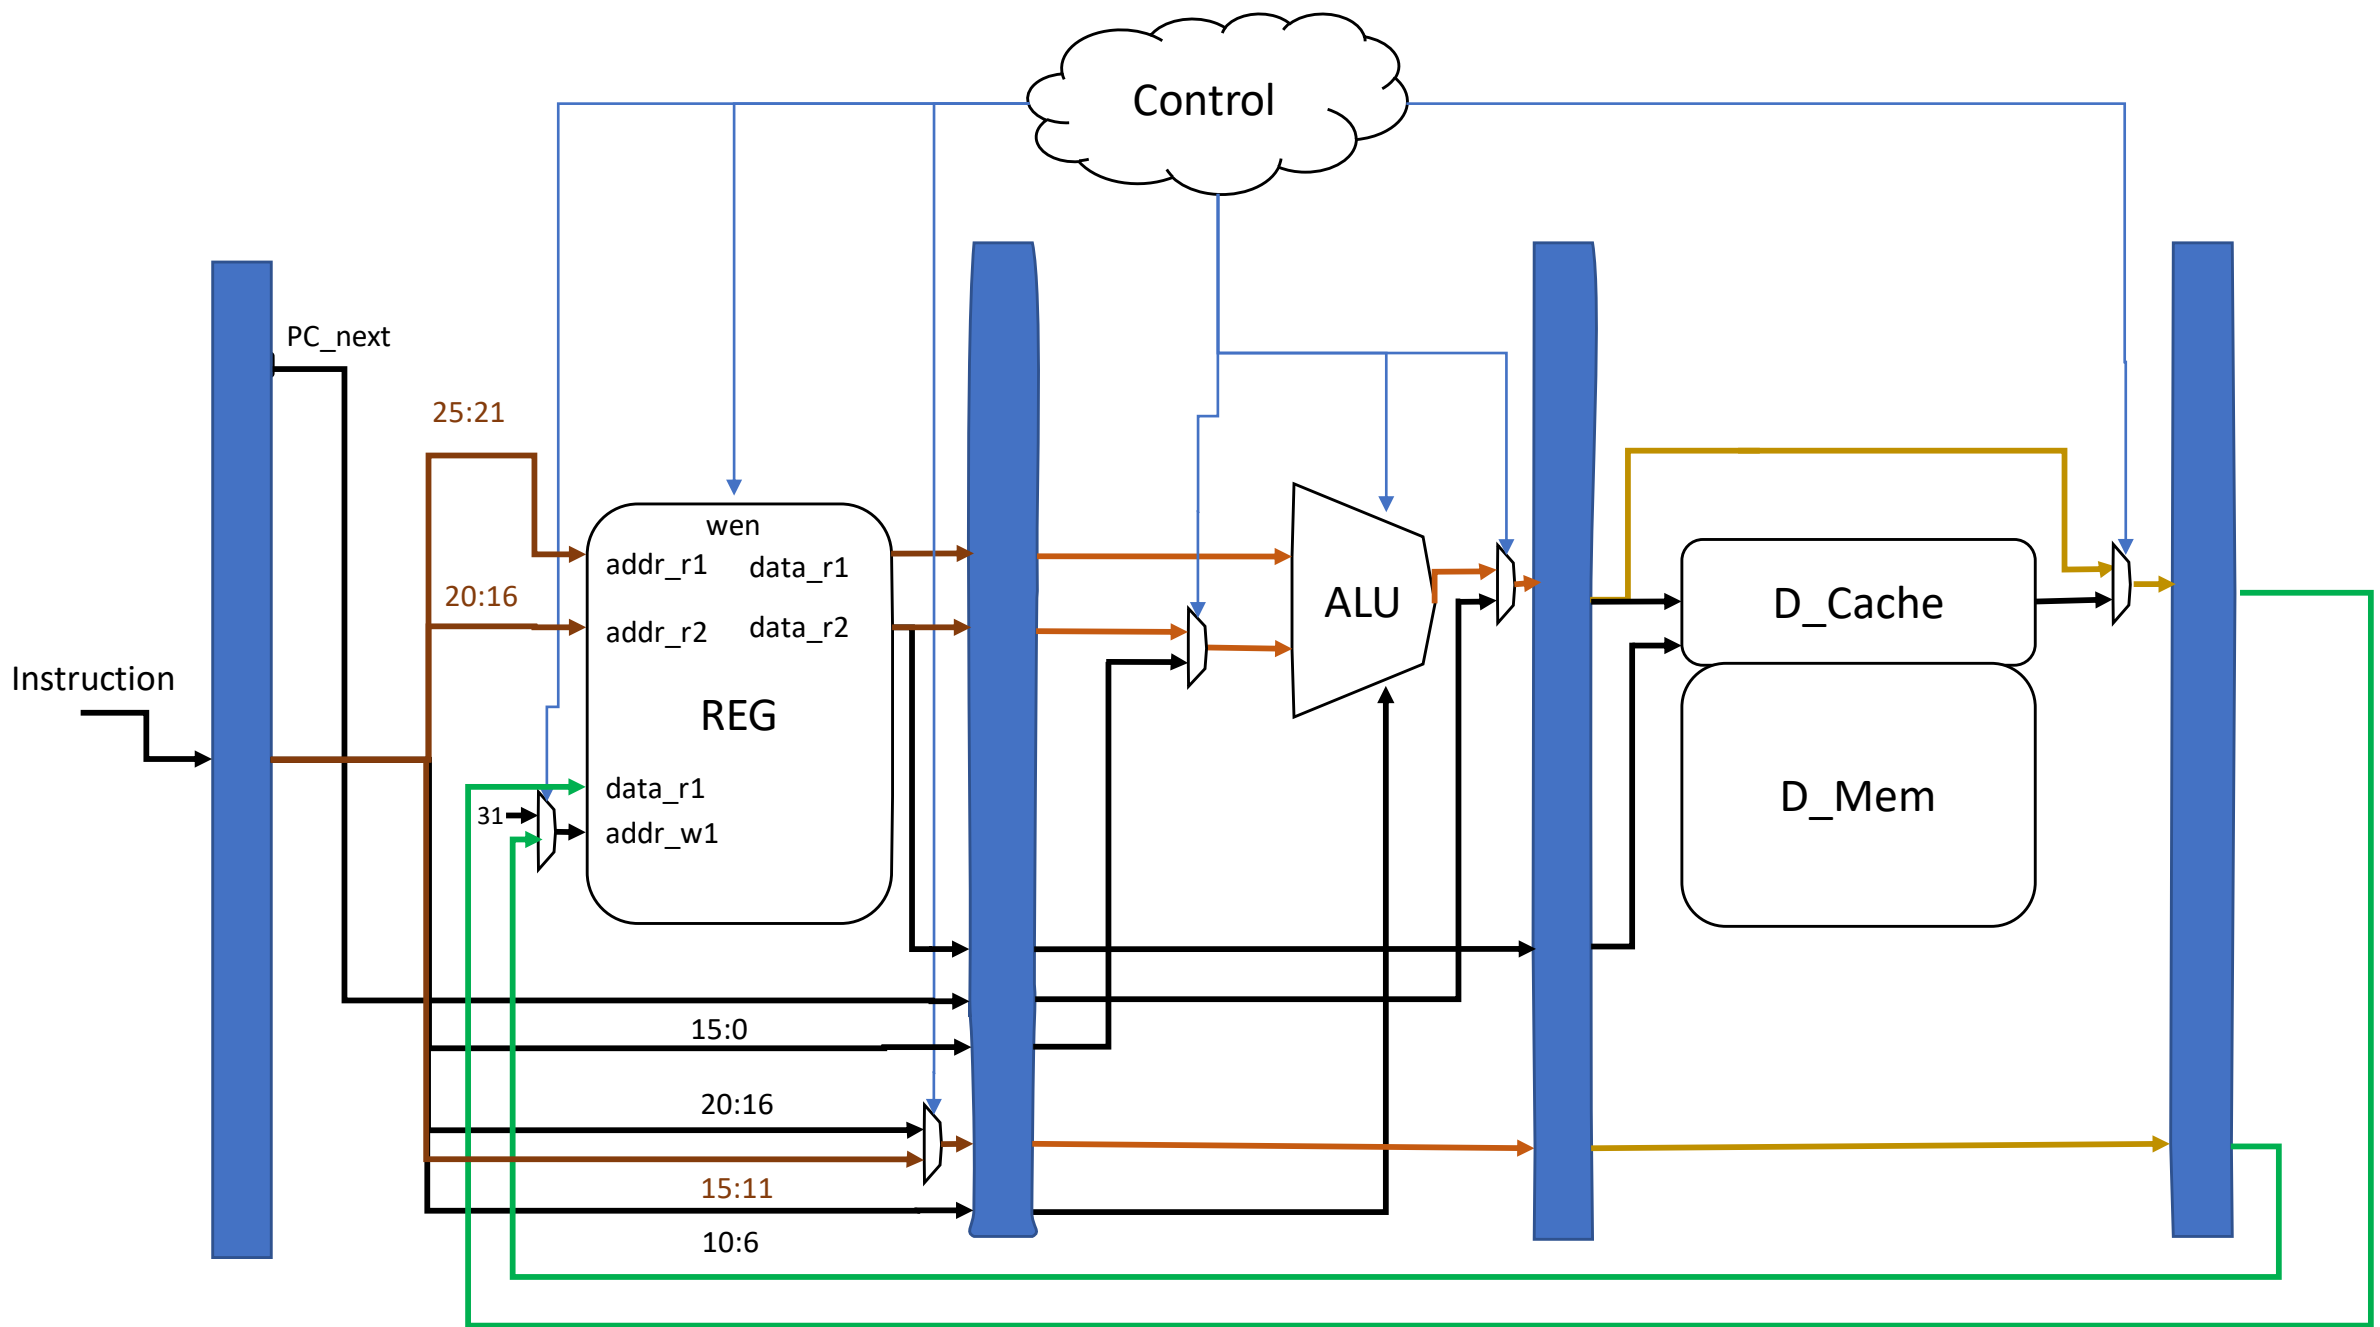 Control
PC_next
25:21
wen
addr_r1
data_r1
20:16
addr_r2
data_r2
ALU
D_Cache
Instruction
REG
data_r1
31
addr_w1
D_Mem
15:0
20:16
15:11
10:6